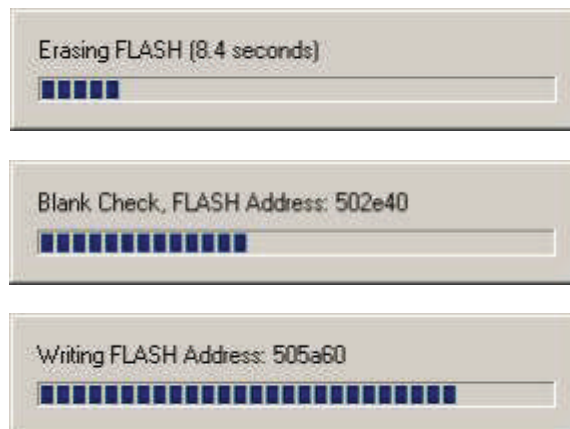 Erasing FLASH (8.4 seconds)
Blank Check, FLASH Address: 502e40
Writing FLASH Address: 505a60